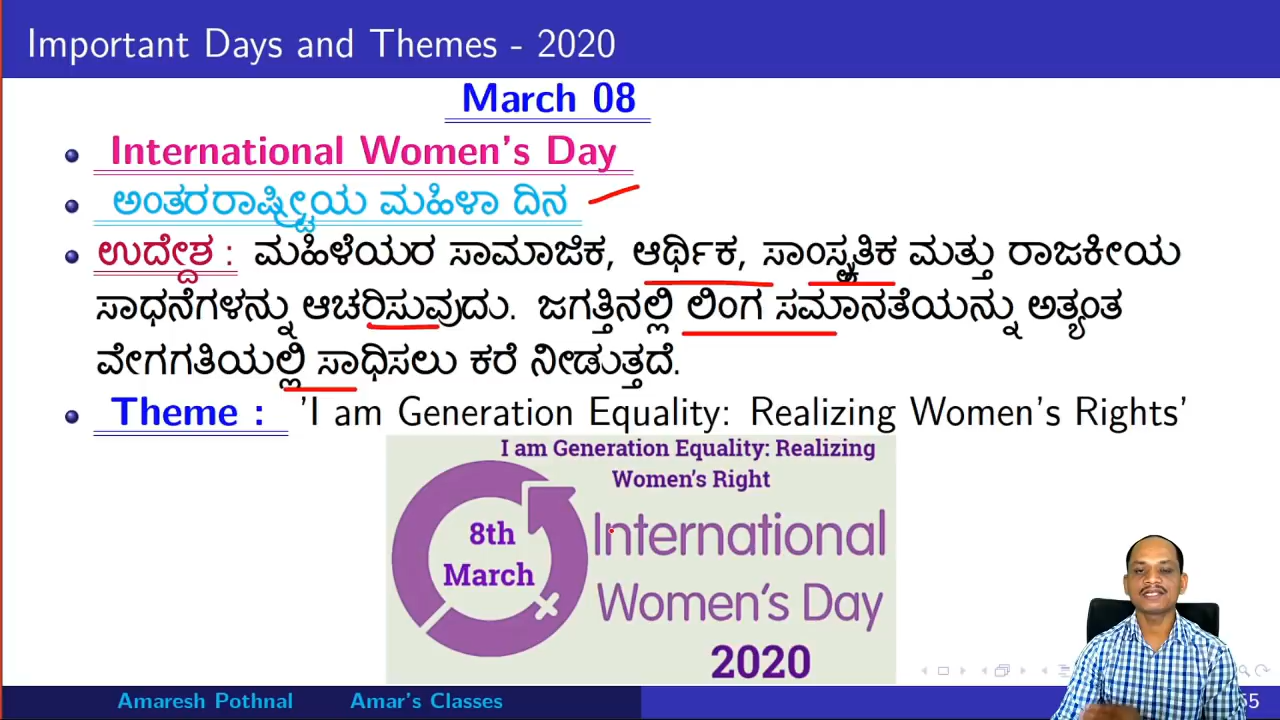 Important Days and Themes - 2020
March 08
International Women's Day
ಅಂತರರಾಷ್ಟ್ರೀಯ ಮಹಿಳಾ ದಿನ
ಉದ್ದೇಶ : ಮಹಿಳೆಯರ ಸಾಮಾಜಿಕ, ಆರ್ಥಿಕ, ಸಾಂಸ್ಕೃತಿಕ ಮತ್ತು ರಾಜಕೀಯ
ಸಾಧನೆಗಳನ್ನು ಆಚರಿಸುವುದು. ಜಗತ್ತಿನಲ್ಲಿ ಲಿಂಗ ಸಮಾನತೆಯನ್ನು ಅತ್ಯಂತ
ವೇಗಗತಿಯಲ್ಲಿ ಸಾಧಿಸಲು ಕರೆ ನೀಡುತ್ತದೆ.
Theme : 'I am Generation Equality: Realizing Women's Rights'
I am Generation Equality: Realizing
Women's Right
8th
March
International
Women's Day
2020
Amaresh Pothnal Amar's Classes
55